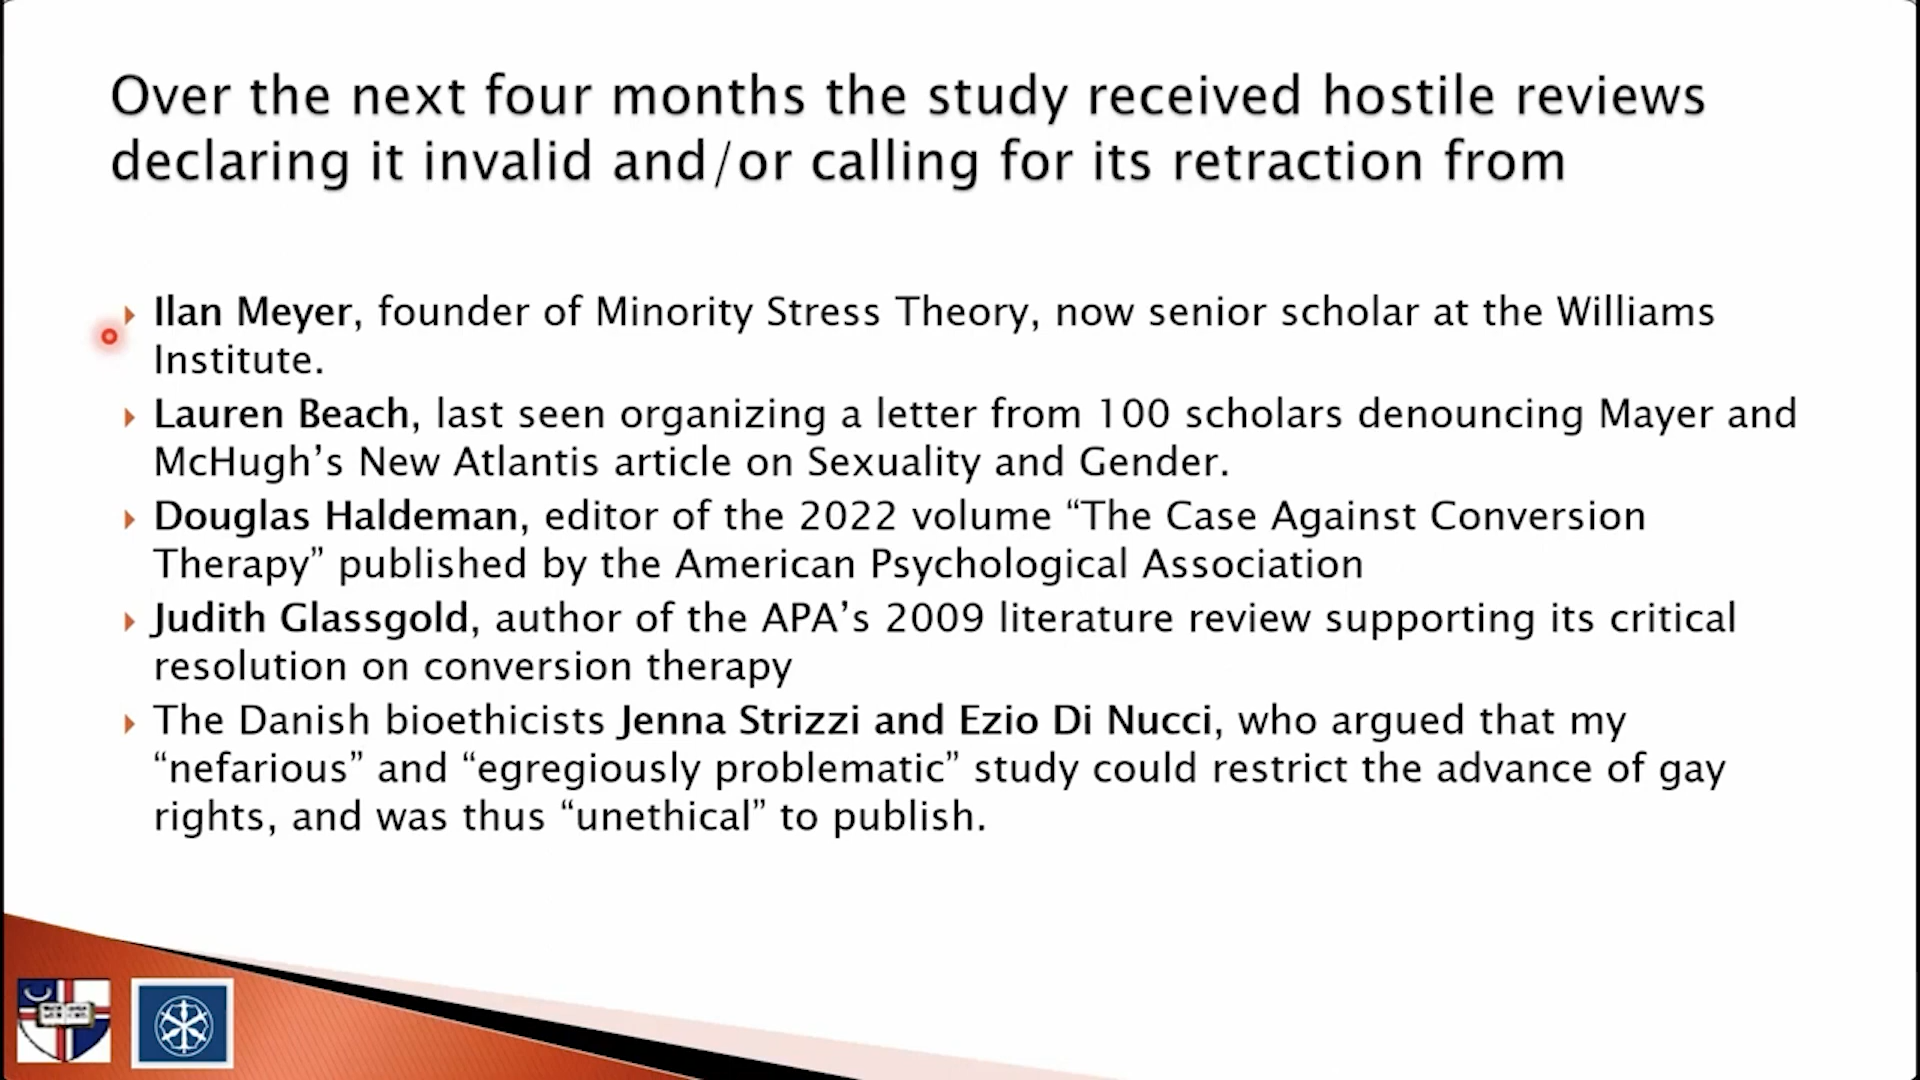 Over the next four months the study received hostile reviews
declaring it invalid and/or calling for its retraction from
Ilan Meyer, founder of Minority Stress Theory, now senior scholar at the Williams
Institute.
Lauren Beach, last seen organizing a letter from 100 scholars denouncing Mayer and
McHugh’s New Atlantis article on Sexuality and Gender.
Douglas Haldeman, editor of the 2022 volume “The Case Against Conversion
Therapy” published by the American Psychological Association
Judith Glassgold, author of the APA’s 2009 literature review supporting its critical
resolution on conversion therapy
The Danish bioethicists Jenna Strizzi and Ezio Di Nucci, who argued that my
“nefarious” and “egregiously problematic” study could restrict the advance of gay
rights, and was thus “unethical” to publish.